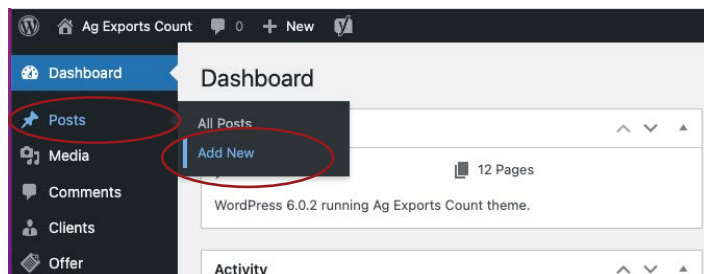 Ag Exports Count 0 + New
Dashboard
Dashboard
Posts
All Posts
Add New
Media
12 Pages
Comments
WordPress 6.0.2 running Ag Exports Count theme.
Clients
Offer
Activity